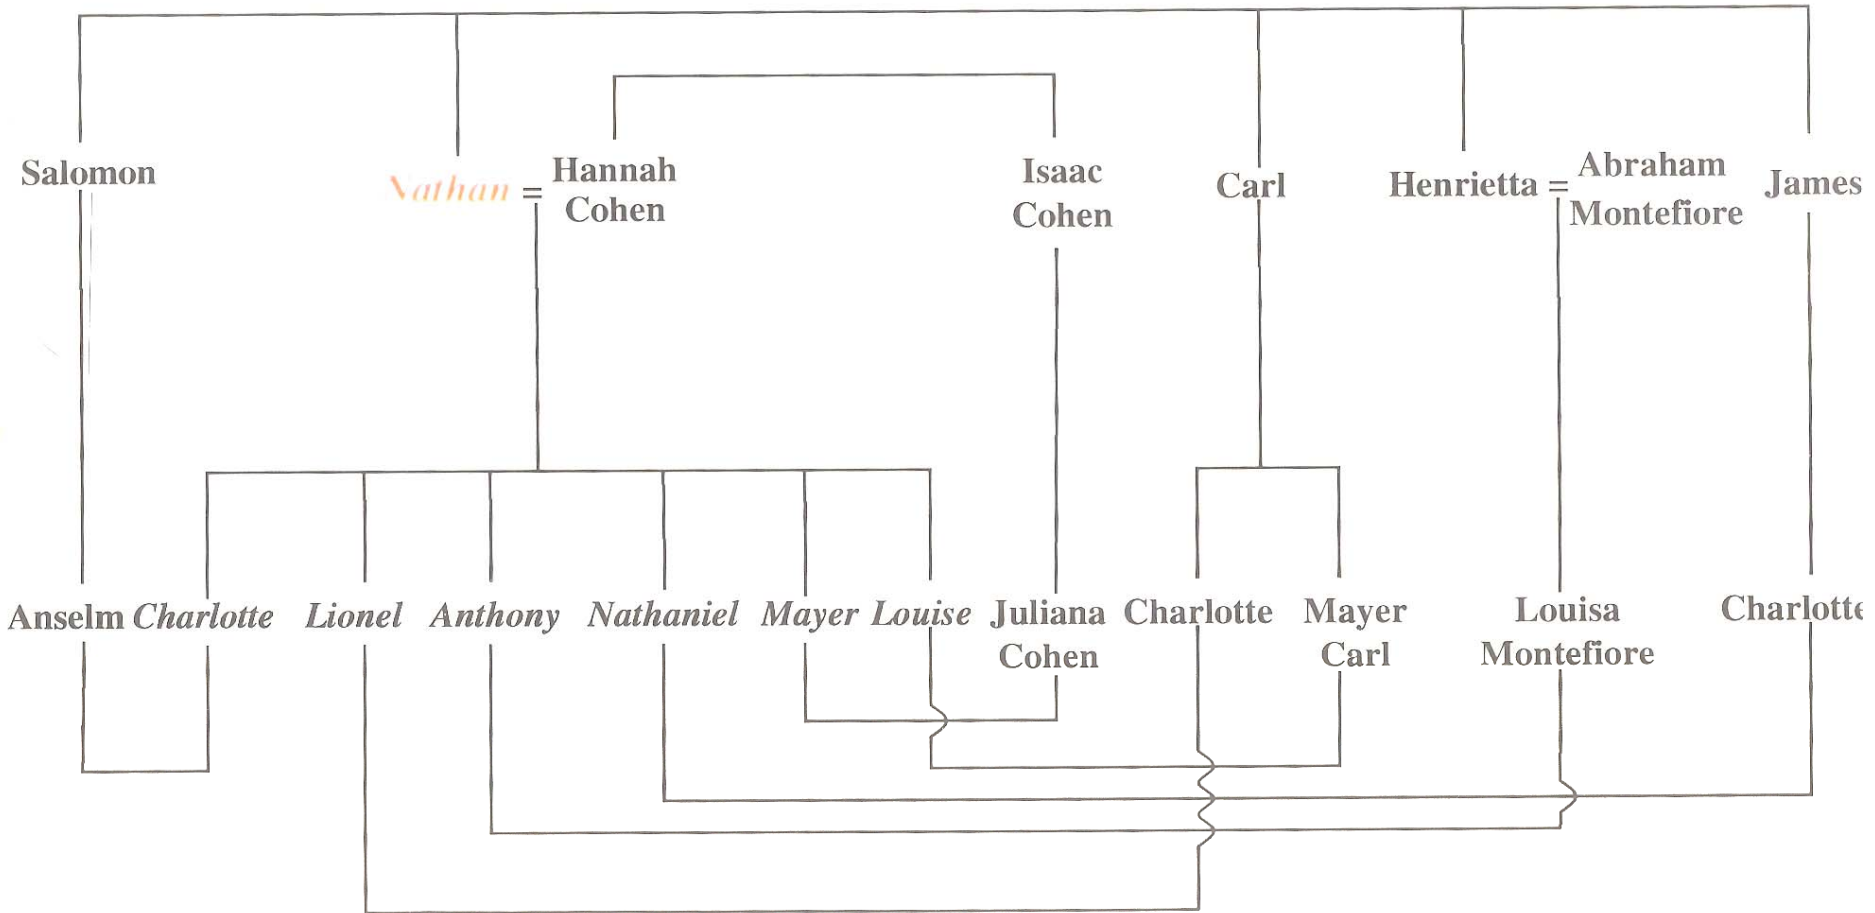 Salomon
Nathan = Hannah Cohen
Isaac Cohen
Carl
Henrietta = Abraham Montefiore
James
Anselm
Charlotte
Lionel
Anthony
Nathaniel
Mayer
Louise
Juliana Cohen
Charlotte
Mayer Carl
Louisa Montefiore
Charlotte